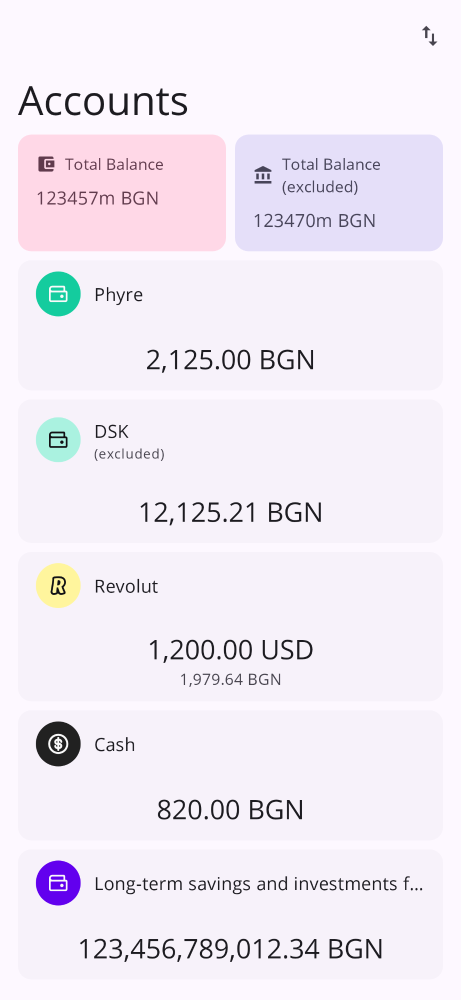 Accounts
Total Balance
123457m BGN
Total Balance
(excluded)
123470m BGN
Phyre
2,125.00 BGN
DSK
(excluded)
12,125.21 BGN
R
Revolut
1,200.00 USD
1,979.64 BGN
Cash
820.00 BGN
Long-term savings and investments f...
123,456,789,012.34 BGN